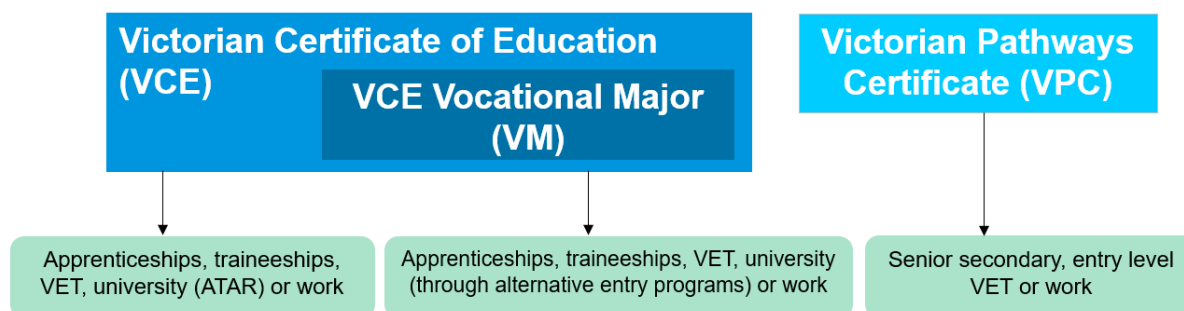 Victorian Certificate of Education
(VCE)
VCE Vocational Major
(VM)
Victorian Pathways
Certificate (VPC)
Apprenticeships, traineeships,
VET, university (ATAR) or work
Apprenticeships, traineeships, VET, university
(through alternative entry programs) or work
Senior secondary, entry level
VET or work